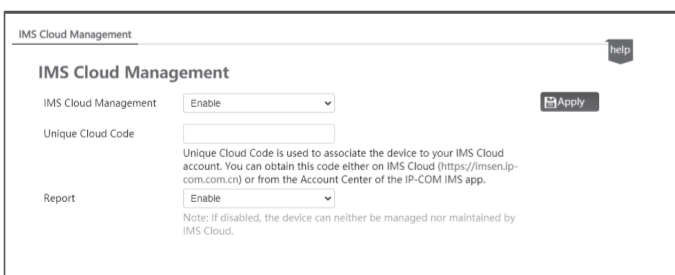 IMS Cloud Management
help
IMS Cloud Management
IMS Cloud Management
Enable
Apply
Unique Cloud Code
Unique Cloud Code is used to associate the device to your IMS Cloud
account. You can obtain this code either on IMS Cloud (https://imsen.ip-
com.com.cn) or from the Account Center of the IP-COM IMS app.
Report
Enable
Note: If disabled, the device can neither be managed nor maintained by
IMS Cloud.